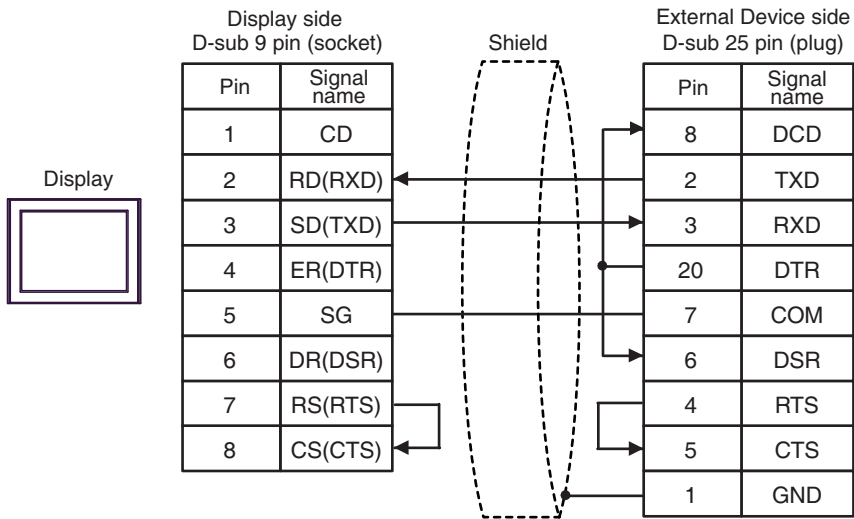 Display side
D-sub 9 pin (socket)
Shield
External Device side
D-sub 25 pin (plug)
Display
Pin Signal name
1 CD
2 RD(RXD)
3 SD(TXD)
4 ER(DTR)
5 SG
6 DR(DSR)
7 RS(RTS)
8 CS(CTS)
Pin Signal name
8 DCD
2 TXD
3 RXD
20 DTR
7 COM
6 DSR
4 RTS
5 CTS
1 GND